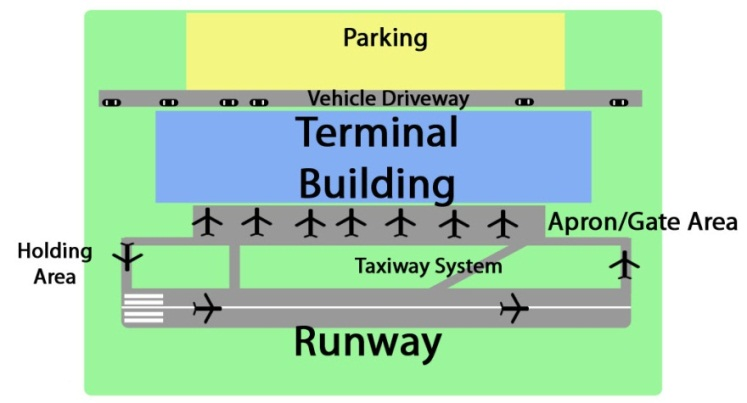 Parking
Vehicle Driveway
Terminal
Building
Apron/Gate Area
Holding
Area
Taxiway System
Runway